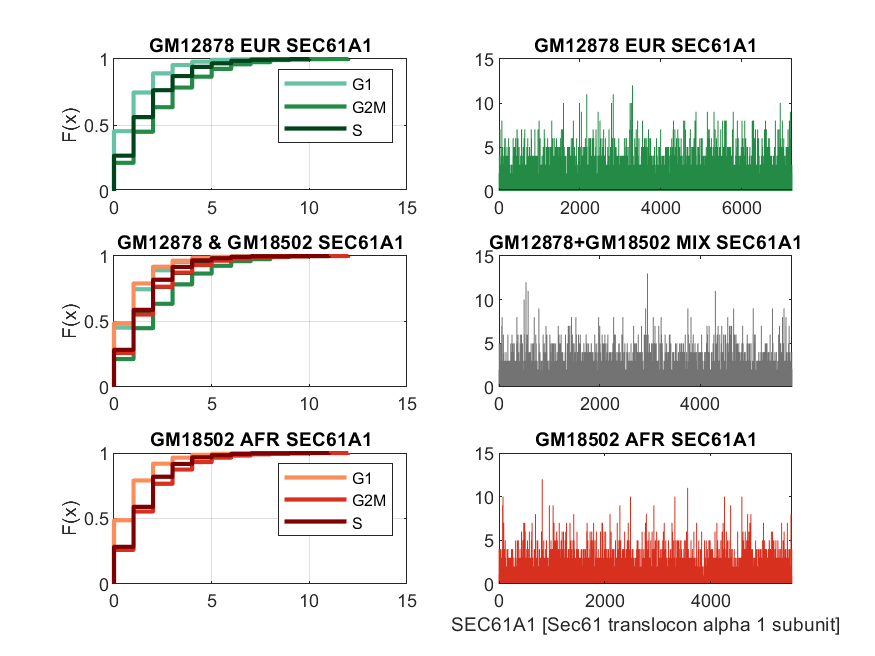 GM12878 EUR SEC61A1
1
0.5
0
F(x)
0 5 10 15
G1
G2M
S
GM12878 EUR SEC61A1
15
10
5
0
0 2000 4000 6000
GM12878 & GM18502 SEC61A1
1
0.5
0
F(x)
0 5 10 15
GM12878+GM18502 MIX SEC61A1
15
10
5
0
0 2000 4000
GM18502 AFR SEC61A1
1
0.5
0
F(x)
0 5 10 15
G1
G2M
S
GM18502 AFR SEC61A1
15
10
5
0
0 2000 4000
SEC61A1 [Sec61 translocon alpha 1 subunit]